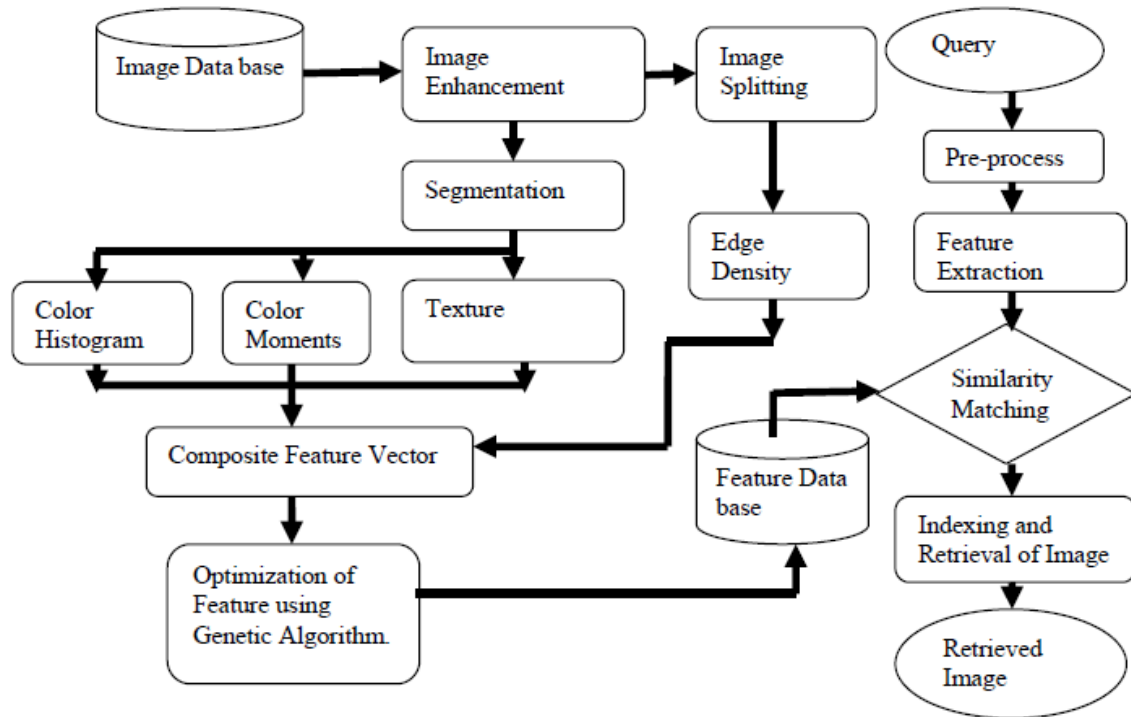 Image Data base
Image
Enhancement
Image
Splitting
Query
Pre-process
Segmentation
Edge
Density
Feature
Extraction
Color
Histogram
Color
Moments
Texture
Similarity
Matching
Composite Feature Vector
Feature Data
base
Indexing and
Retrieval of Image
Optimization of
Feature using
Genetic Algorithm.
Retrieved
Image